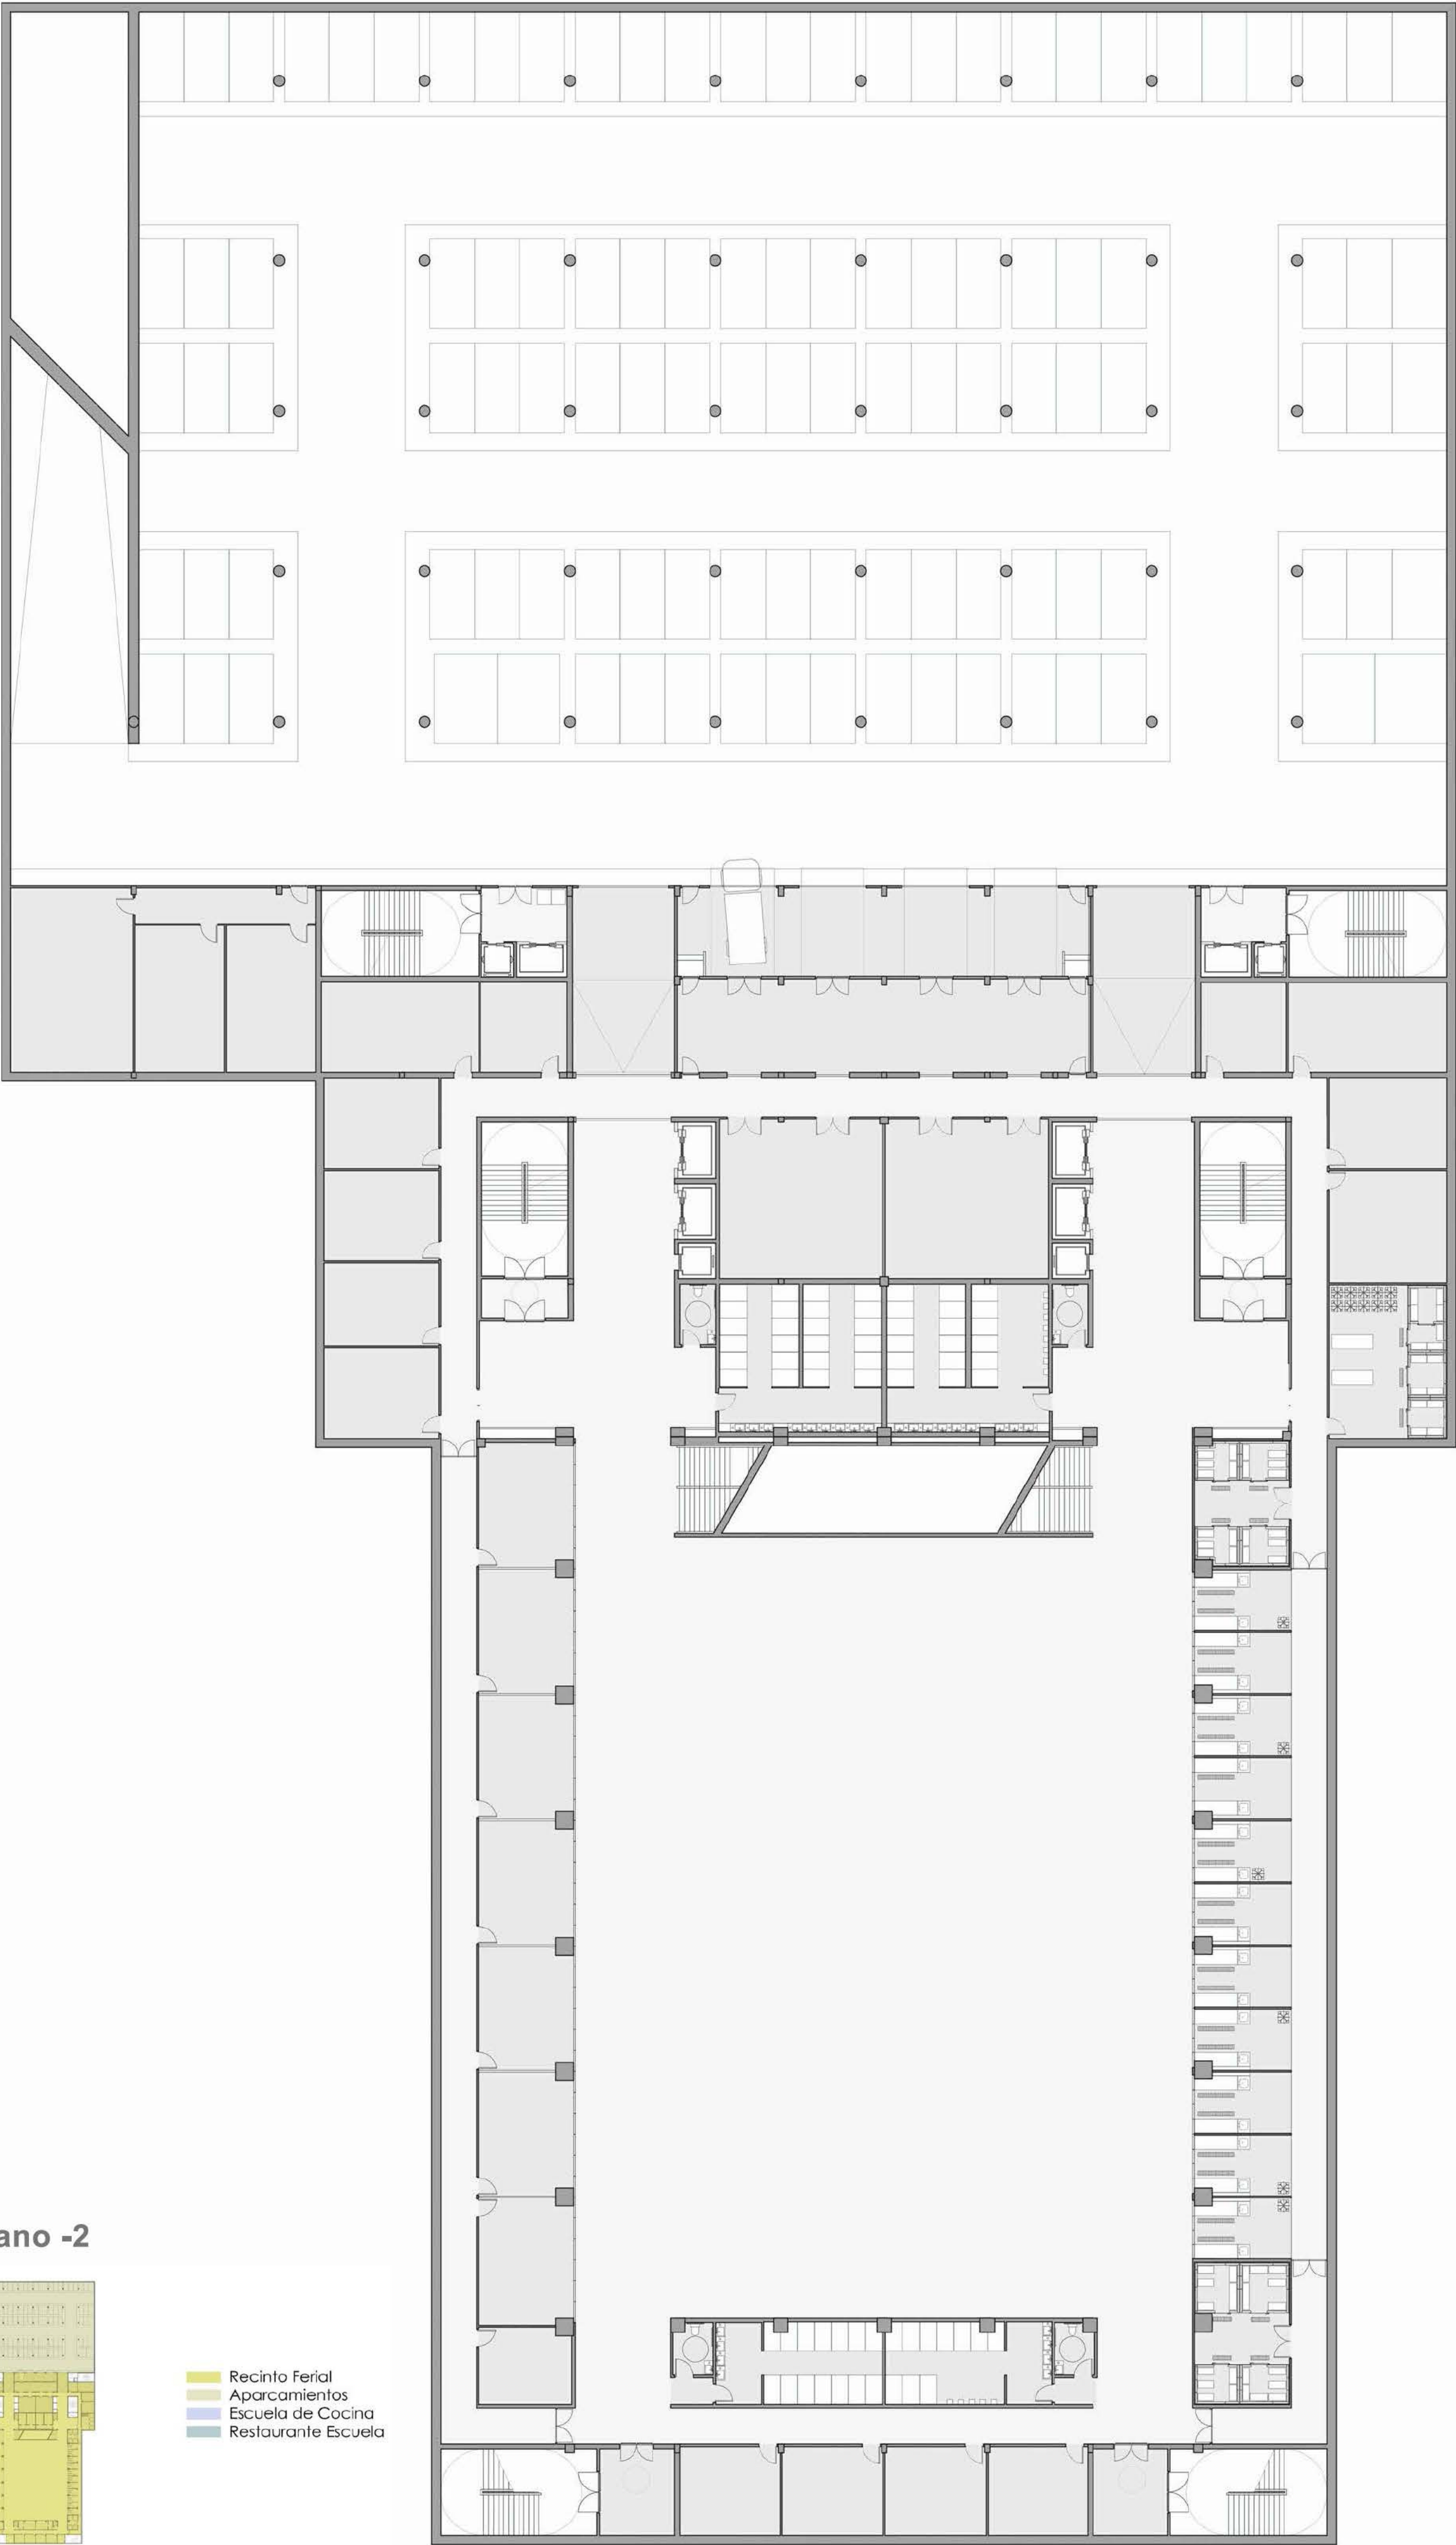 ano -2
Recinto Ferial
Aparcamientos
Escuela de Cocina
Restaurante Escuela